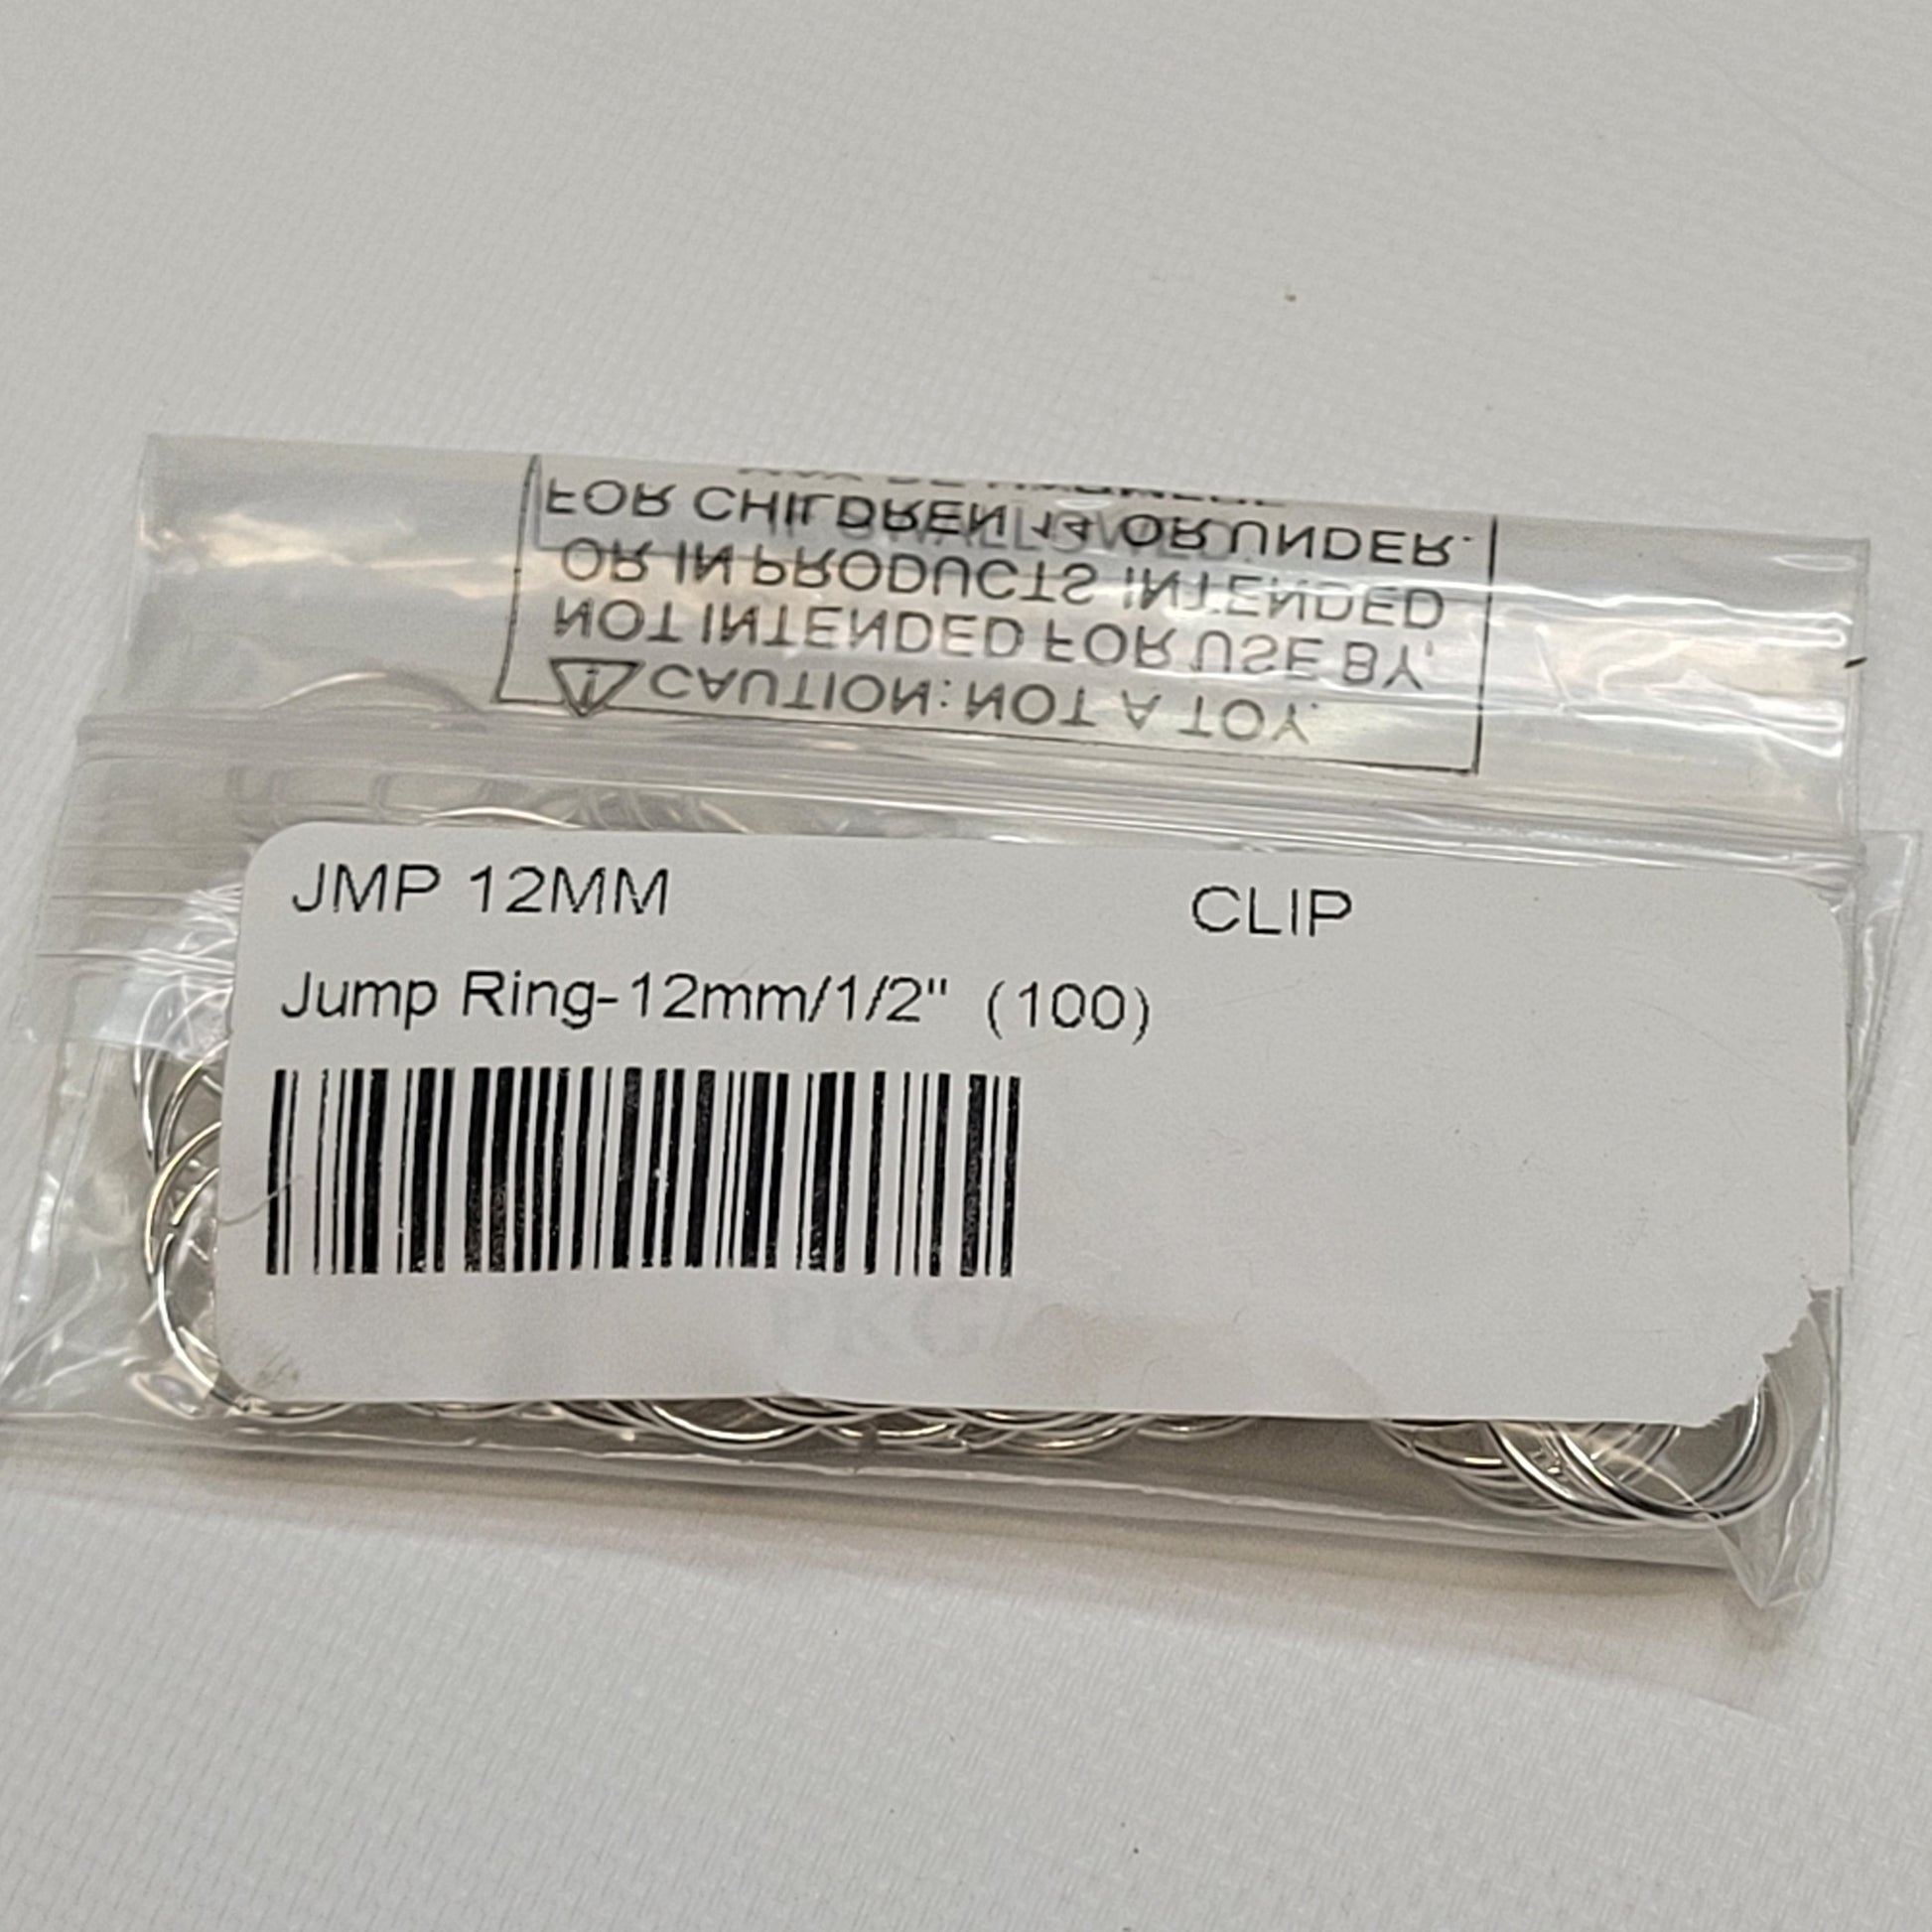 FOR CHILDREN 14 OR UNDER.
OR IN PRODUCTS INTENDED
NOT INTENDED FOR USE BY,
CAUTION: NOT A TOY.
JMP 12MM CLIP
Jump Ring-12mm/1/2" (100)